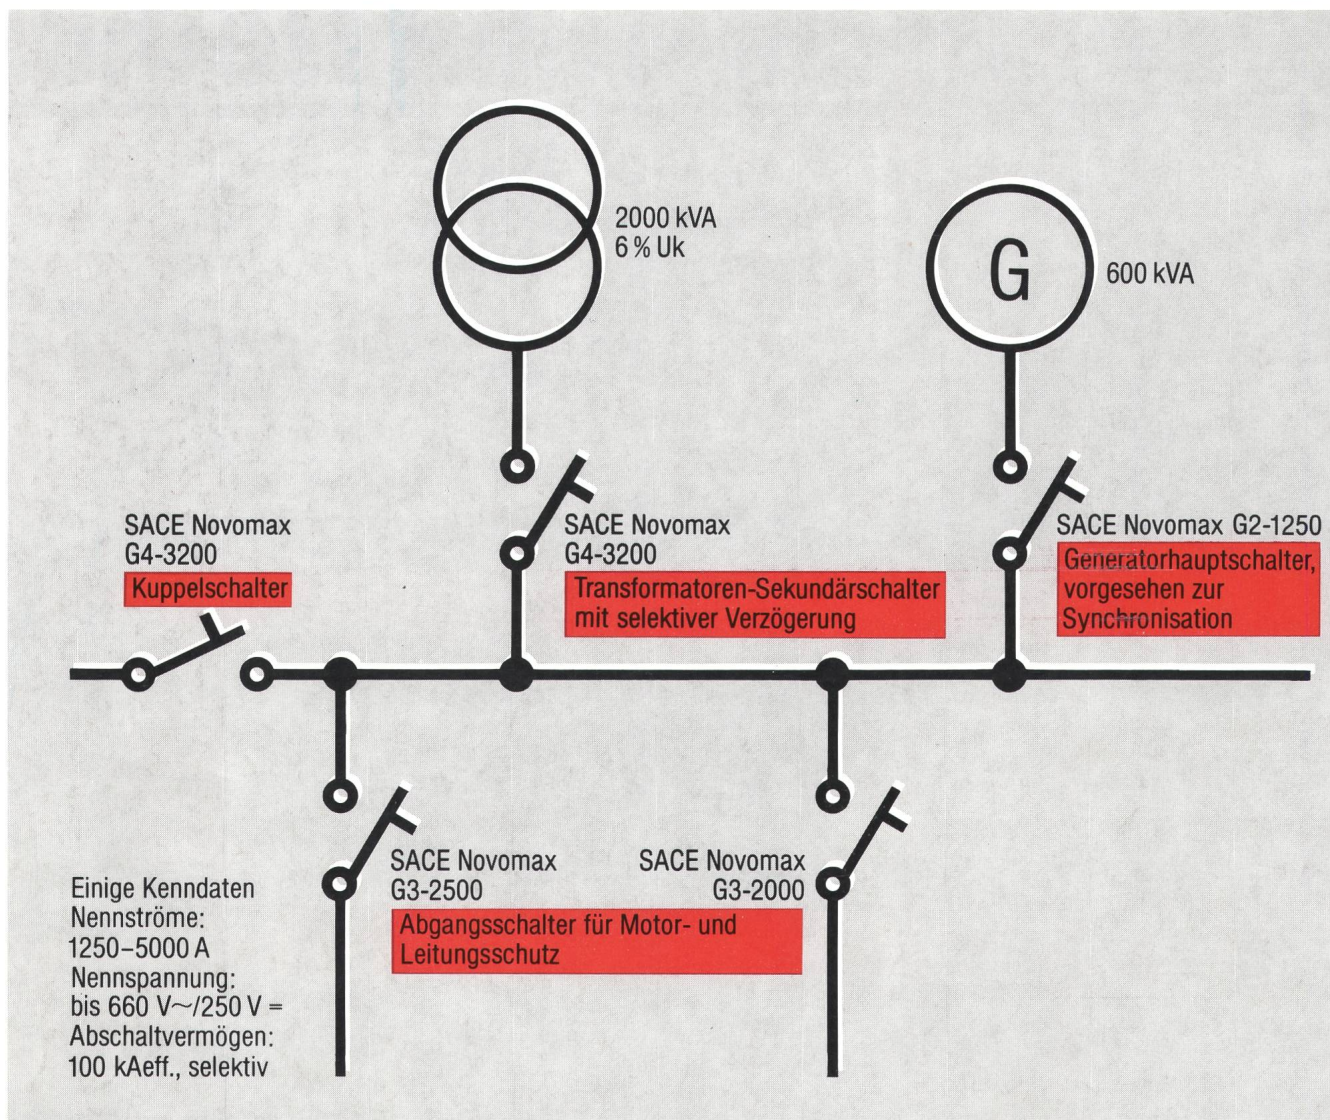 2000 kVA
6 % Uk
G
600 kVA
SACE Novomax
G4-3200
Kuppelschalter
SACE Novomax
G4-3200
Transformatoren-Sekundärschalter
mit selektiver Verzögerung
SACE Novomax G2-1250
Generatorhauptschalter,
vorgesehen zur
Synchronisation
SACE Novomax
G3-2500
SACE Novomax
G3-2000
Abgangsschalter für Motor- und
Leitungsschutz
Einige Kenndaten
Nennströme:
1250–5000 A
Nennspannung:
bis 660 V~/250 V =
Abschaltvermögen:
100 kAeff., selektiv